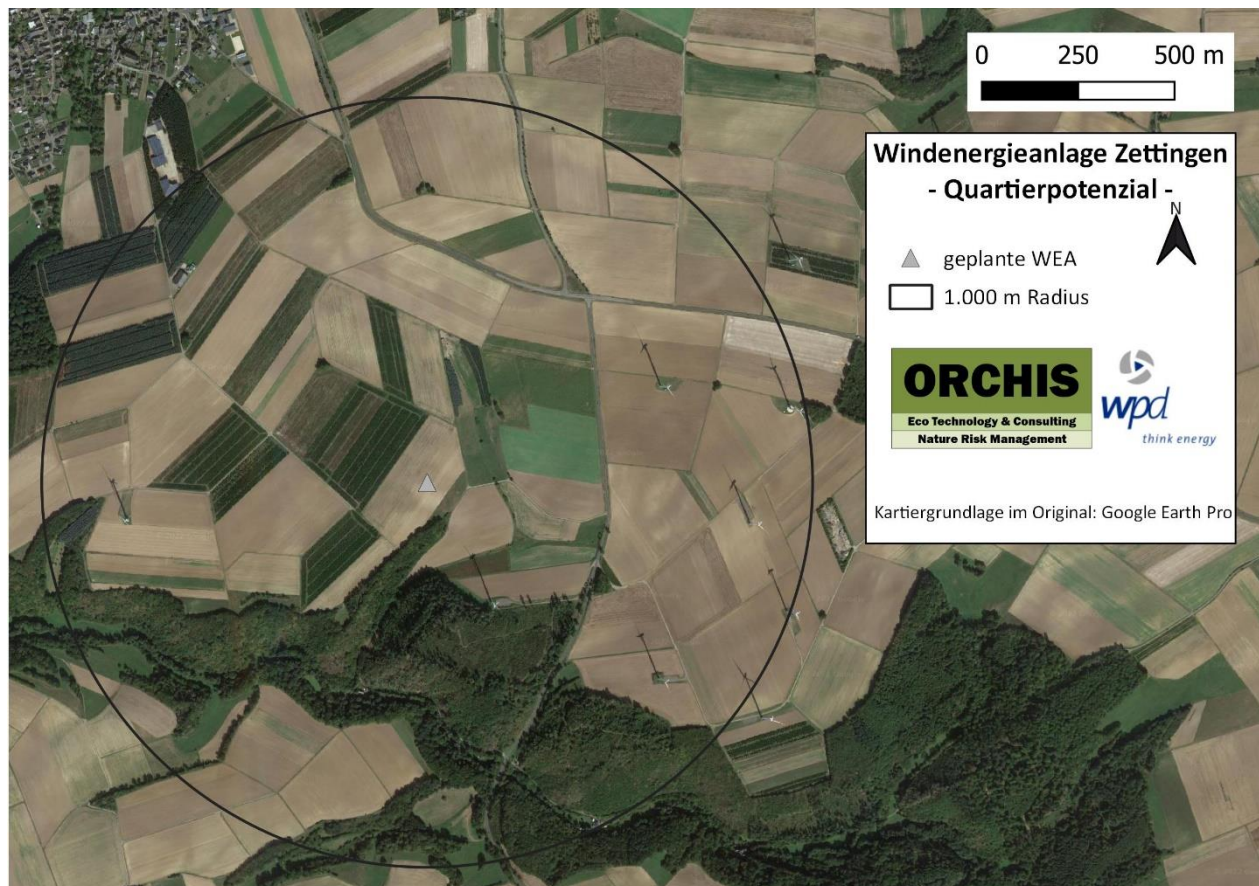 0 250 500 m
Windenergieanlage Zettingen
- Quartierpotenzial -
N
geplante WEA
1.000 m Radius
ORCHIS
Eco Technology & Consulting
Nature Risk Management
wpd
think energy
Kartiergrundlage im Original: Google Earth Pro